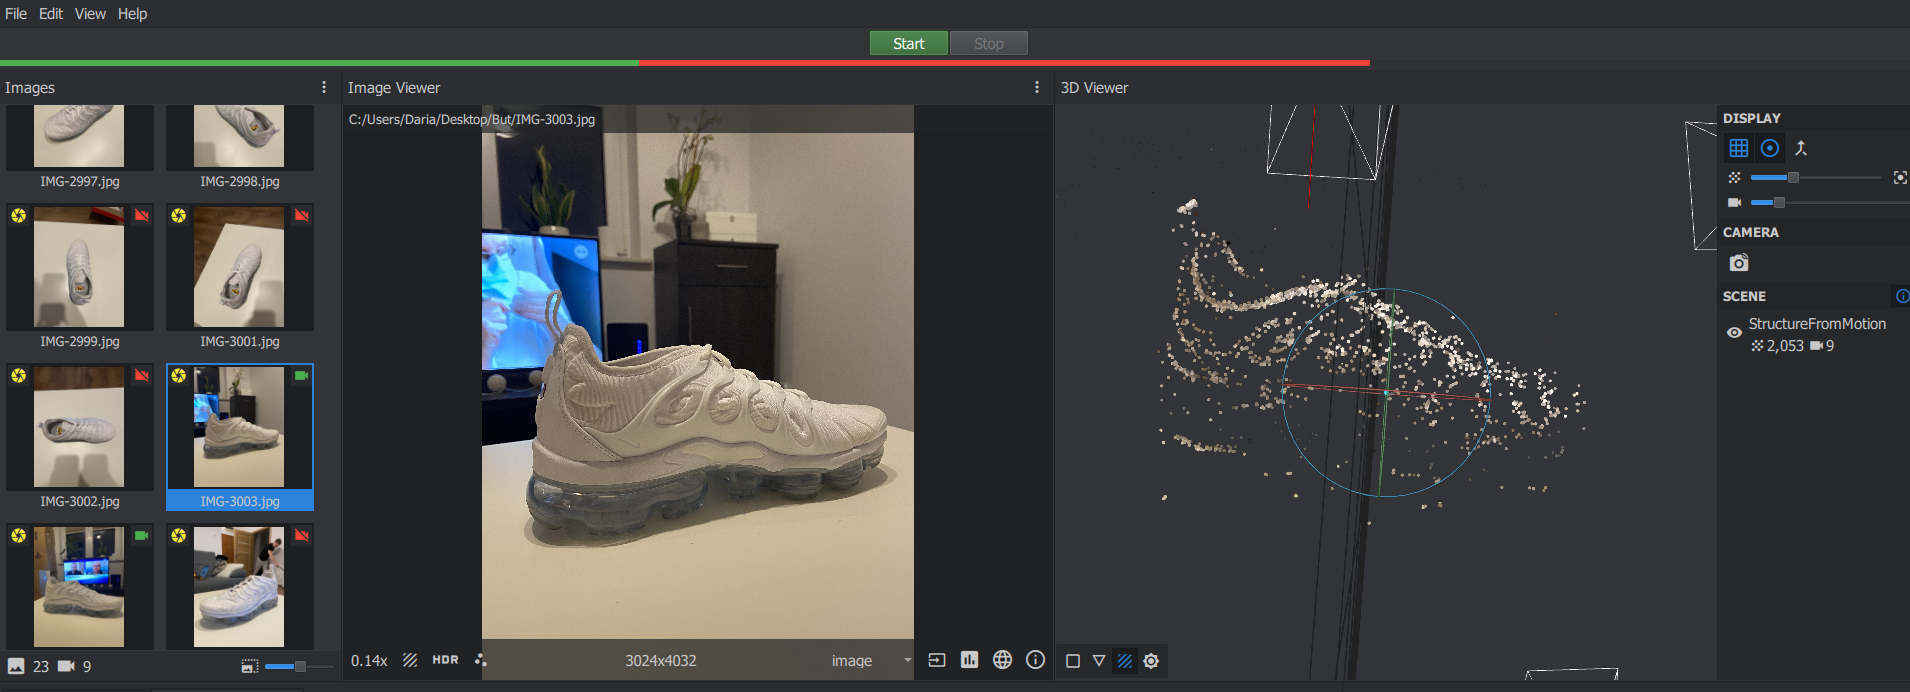 File Edit View Help
Start Stop
Images
Image Viewer
3D Viewer
C:/Users/Daria/Desktop/But/IMG-3003.jpg
IMG-2997.jpg IMG-2998.jpg
IMG-2999.jpg IMG-3001.jpg
IMG-3002.jpg IMG-3003.jpg
23 9
0.14x HDR 3024x4032 image
DISPLAY
CAMERA
SCENE
StructureFromMotion
2,053 9